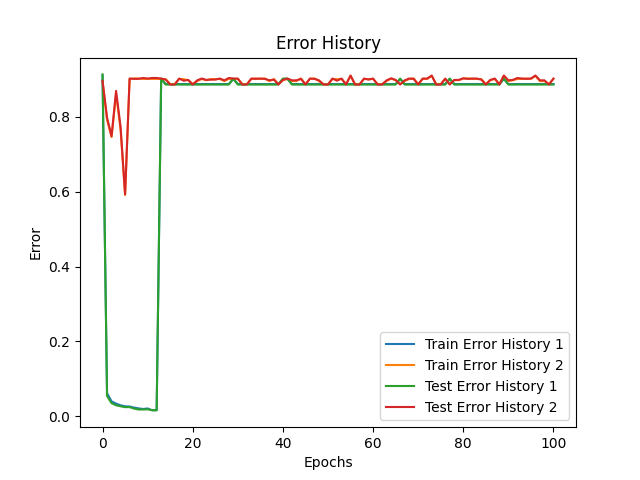 Error History
Error
0.8
0.6
0.4
0.2
0.0
Train Error History 1
Train Error History 2
Test Error History 1
Test Error History 2
0 20 40 60 80 100
Epochs